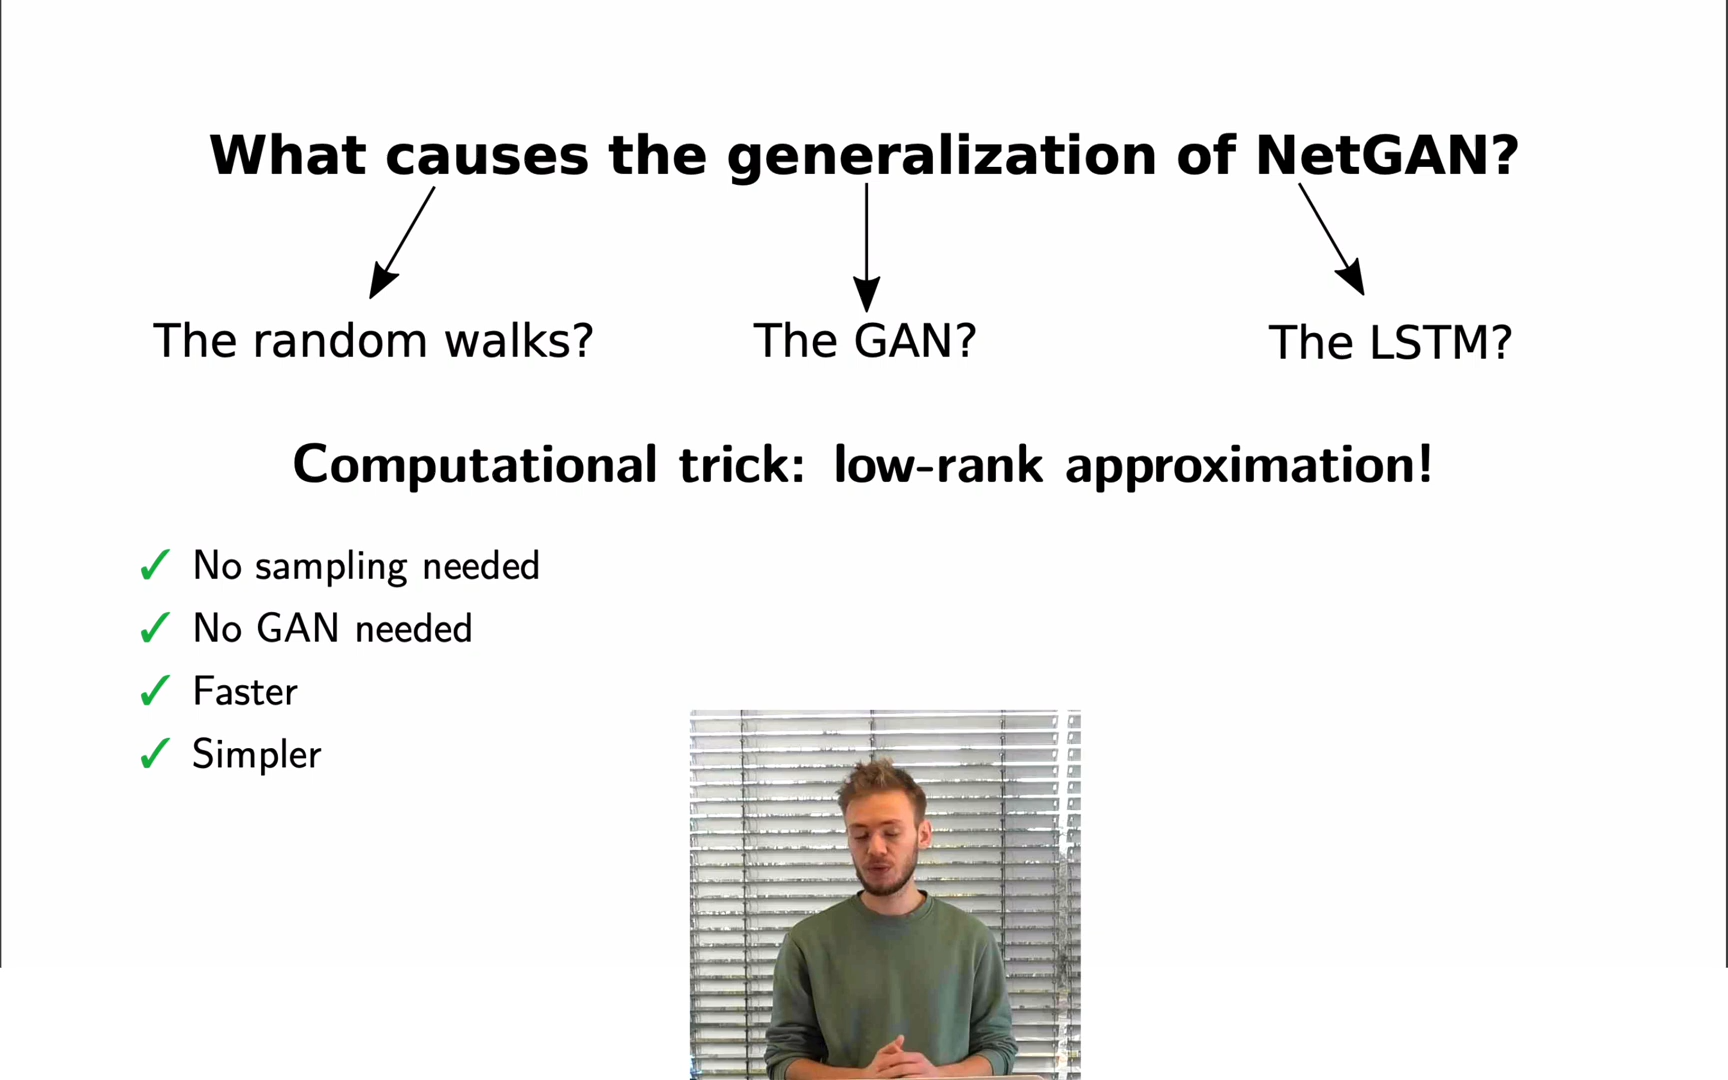 What causes the generalization of NetGAN?
The random walks? The GAN? The LSTM?
Computational trick: low-rank approximation!
✓ No sampling needed
✓ No GAN needed
✓ Faster
✓ Simpler